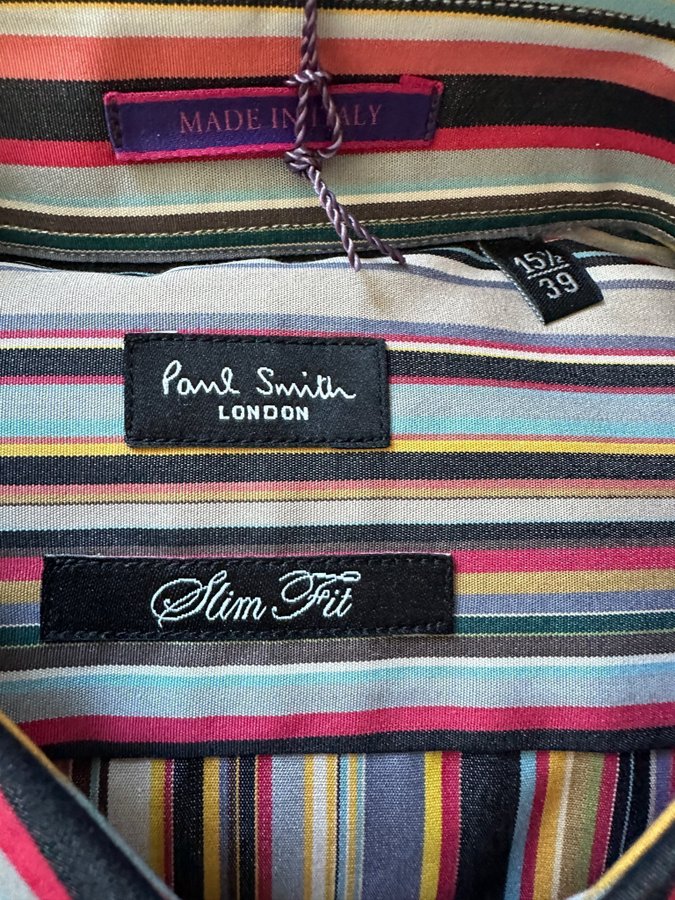 MADE IN ITALY
15½
39
Paul Smith
LONDON
Slim Fit